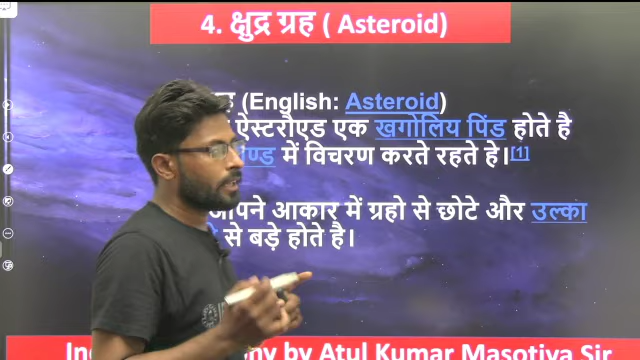 4. क्षुद्र ग्रह ( Asteroid)
(English: Asteroid)
ऐस्टरौएड एक खगोलिय पिंड होते है
में विचरण करते रहते हे।[1]
आपने आकार में ग्रहो से छोटे और उल्का
से बड़े होते है।
by Atul Kumar Masotiya Sir